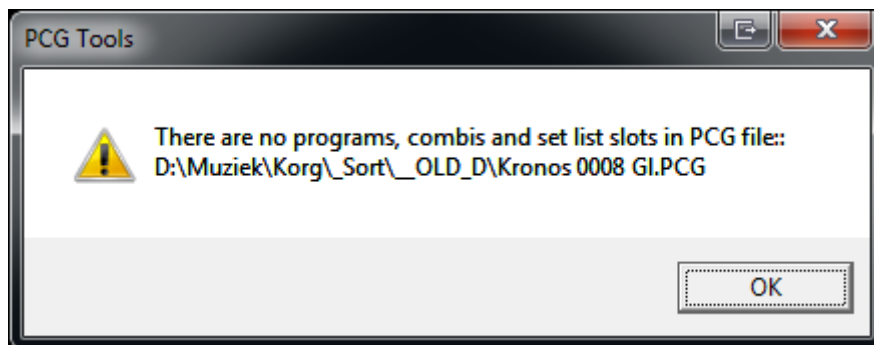 PCG Tools
There are no programs, combis and set list slots in PCG file::
D:\Muziek\Korg\_Sort\__OLD_D\Kronos 0008 GI.PCG
OK